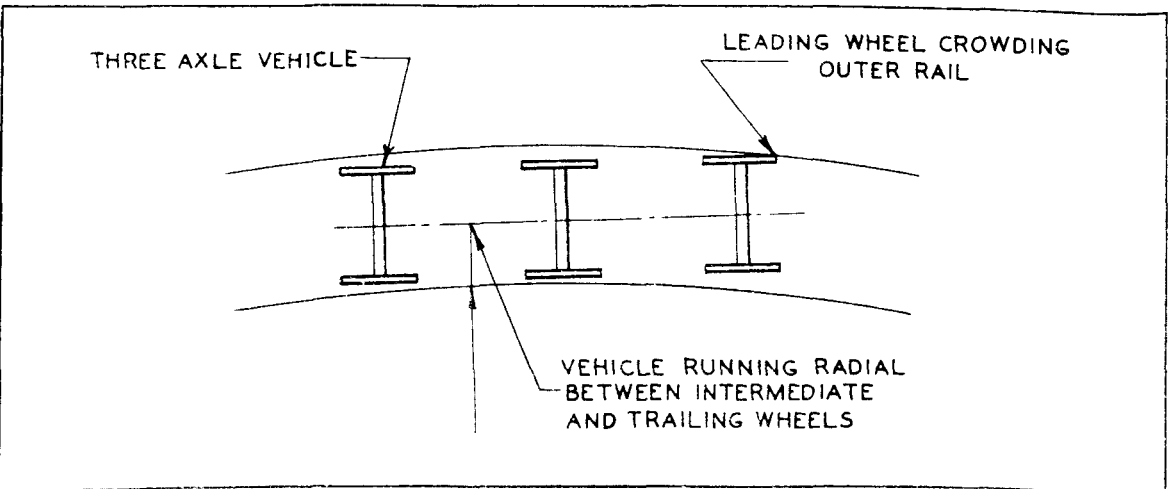 THREE AXLE VEHICLE
LEADING WHEEL CROWDING
OUTER RAIL
VEHICLE RUNNING RADIAL
BETWEEN INTERMEDIATE
AND TRAILING WHEELS